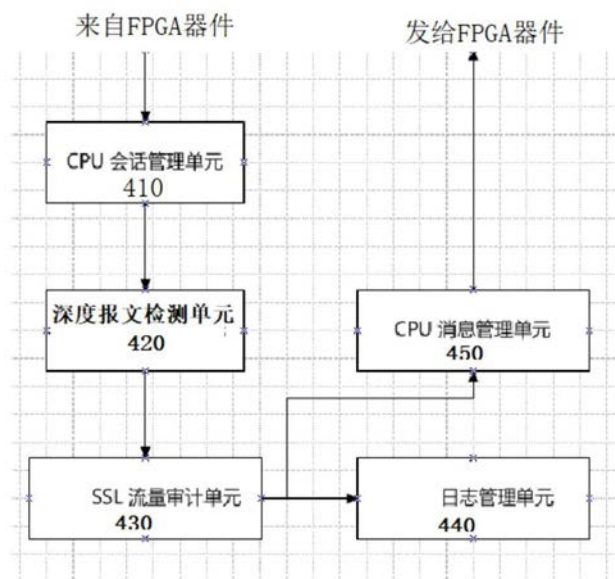 来自FPGA器件
发给FPGA器件
CPU 会话管理单元
410
深度报文检测单元
420
CPU 消息管理单元
450
SSL 流量审计单元
430
日志管理单元
440